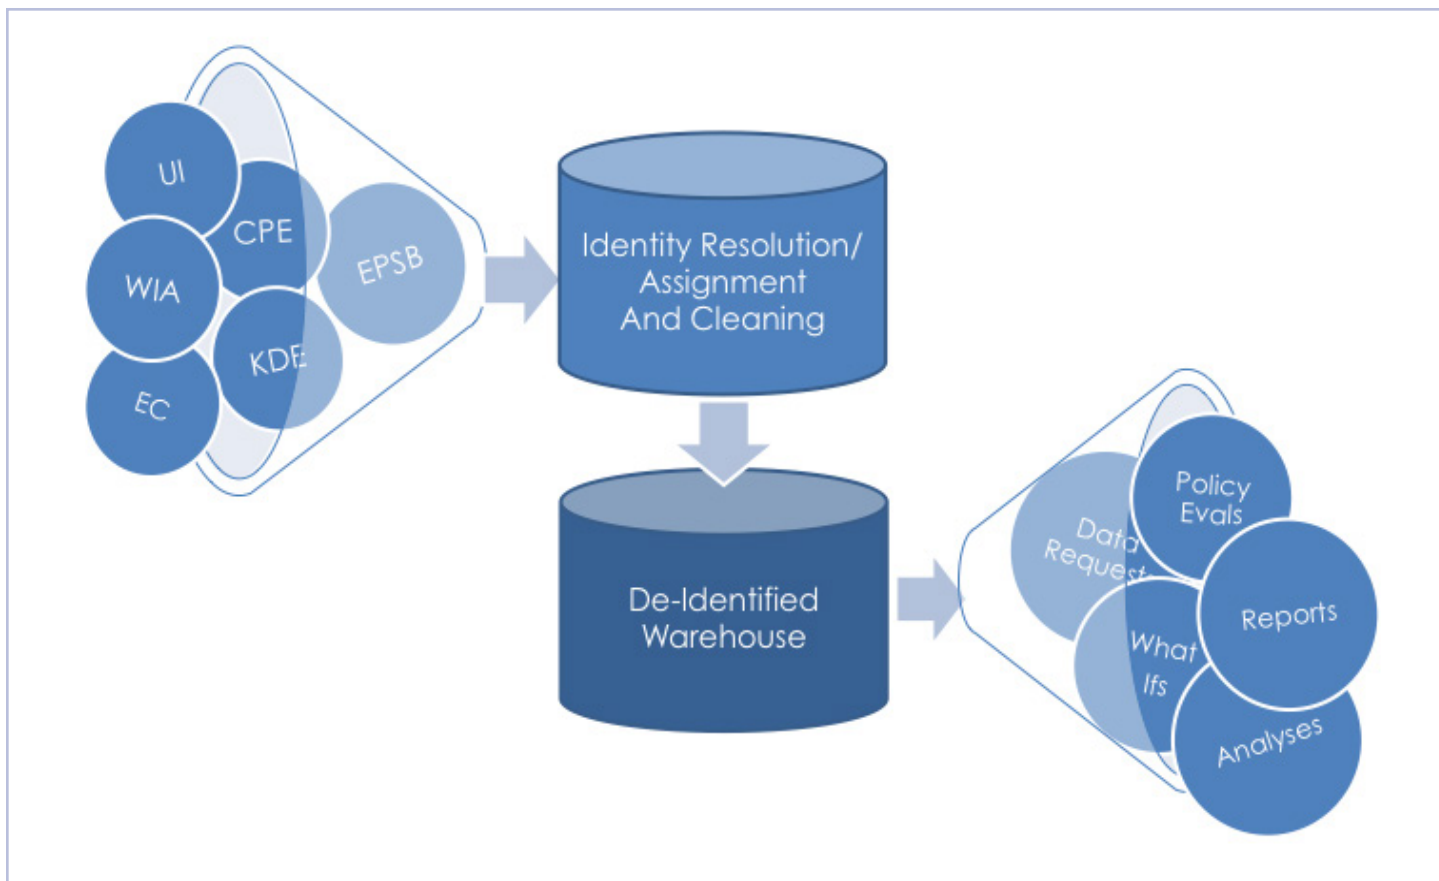 UI
CPE
EPSB
WIA
KDE
EC
Identity Resolution/
Assignment
And Cleaning
De-Identified
Warehouse
Policy
Evals
Data
Requests
Reports
What
Ifs
Analyses